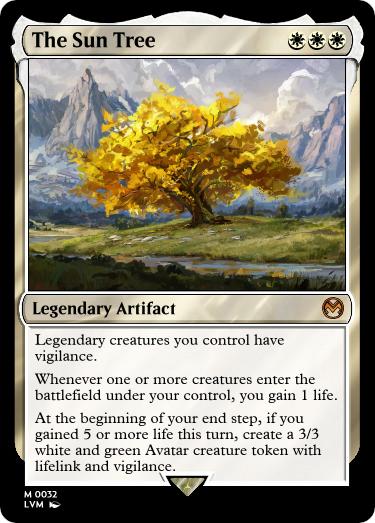 The Sun Tree
Legendary Artifact
Legendary creatures you control have
vigilance.
Whenever one or more creatures enter the
battlefield under your control, you gain 1 life.
At the beginning of your end step, if you
gained 5 or more life this turn, create a 3/3
white and green Avatar creature token with
lifelink and vigilance.
M 0032
LVM